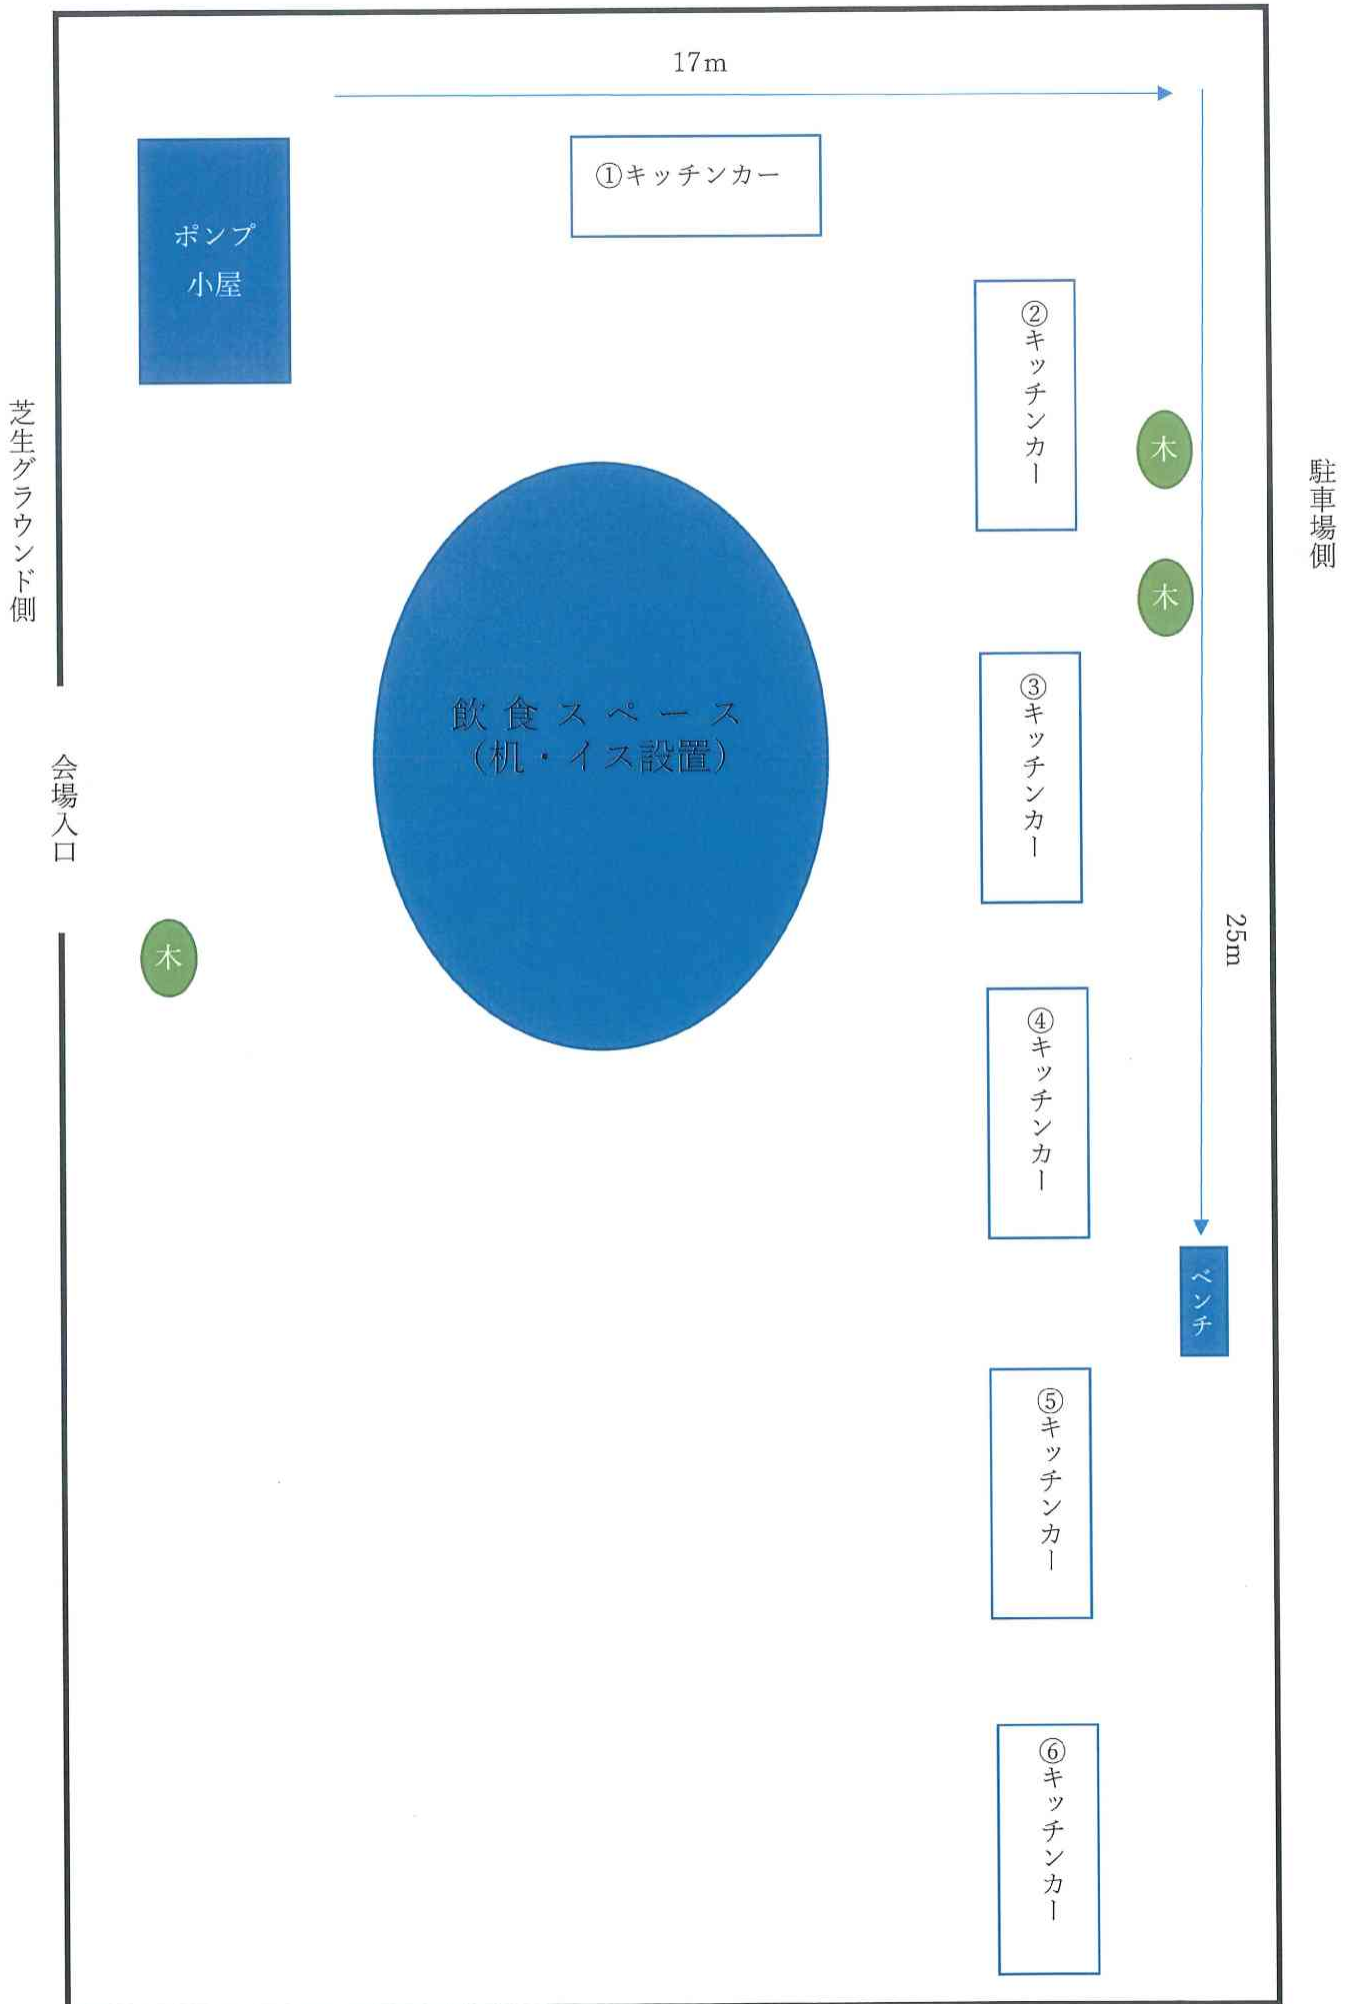 17m
①キッチンカー
ポンプ
小屋
②キッチンカー
木
芝生グラウンド側
駐車場側
木
③キッチンカー
飲食スペース
（机・イス設置）
会場入口
25m
木
④キッチンカー
ベンチ
⑤キッチンカー
⑥キッチンカー